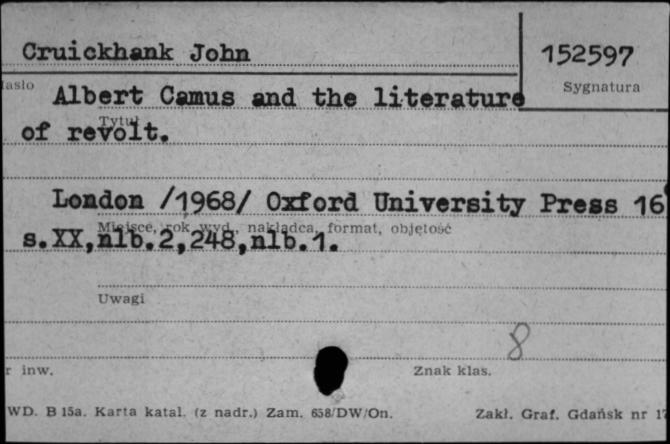 Cruickhank John
152597
Sygnatura
Albert Camus and the literature
Tytuł
of revolt.
London /1968/ Oxford University Press 16
Miejsce, rok wyd., nakładca, format, objętość
s.XX,nlb.2,248,nlb.1.
Uwagi
8
r inw.
Znak klas.
WD. B 15a. Karta katal. (z nadr.) Zam. 658/DW/On.
Zakł. Graf. Gdańsk nr 17